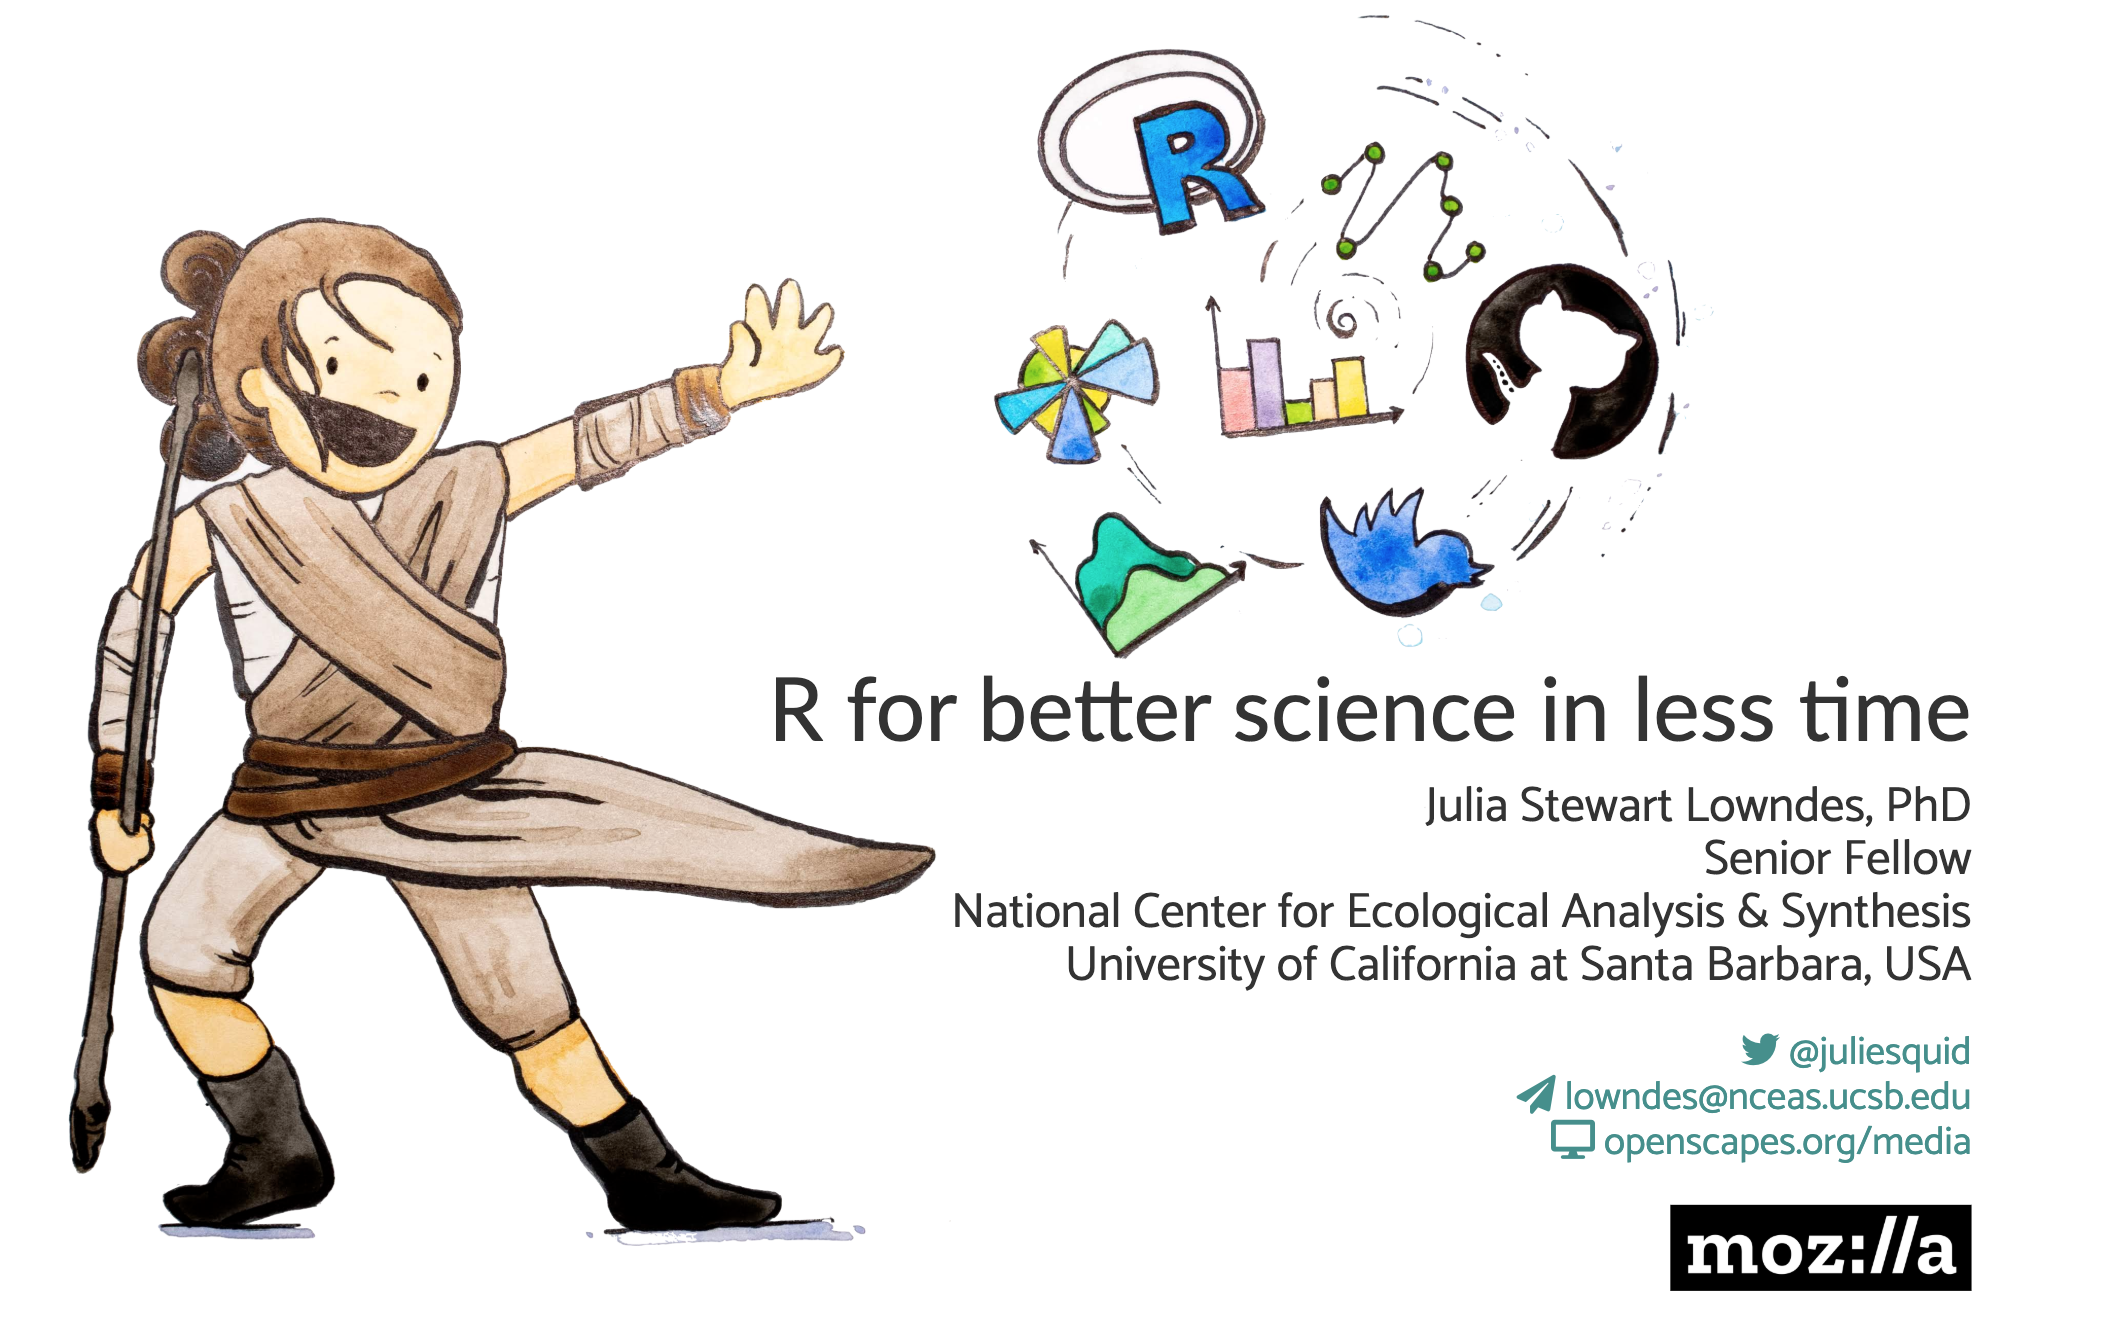 R
R for better science in less time
Julia Stewart Lowndes, PhD
Senior Fellow
National Center for Ecological Analysis & Synthesis
University of California at Santa Barbara, USA
@juliesquid
lowndes@nceas.ucsb.edu
openscapes.org/media
moz://a